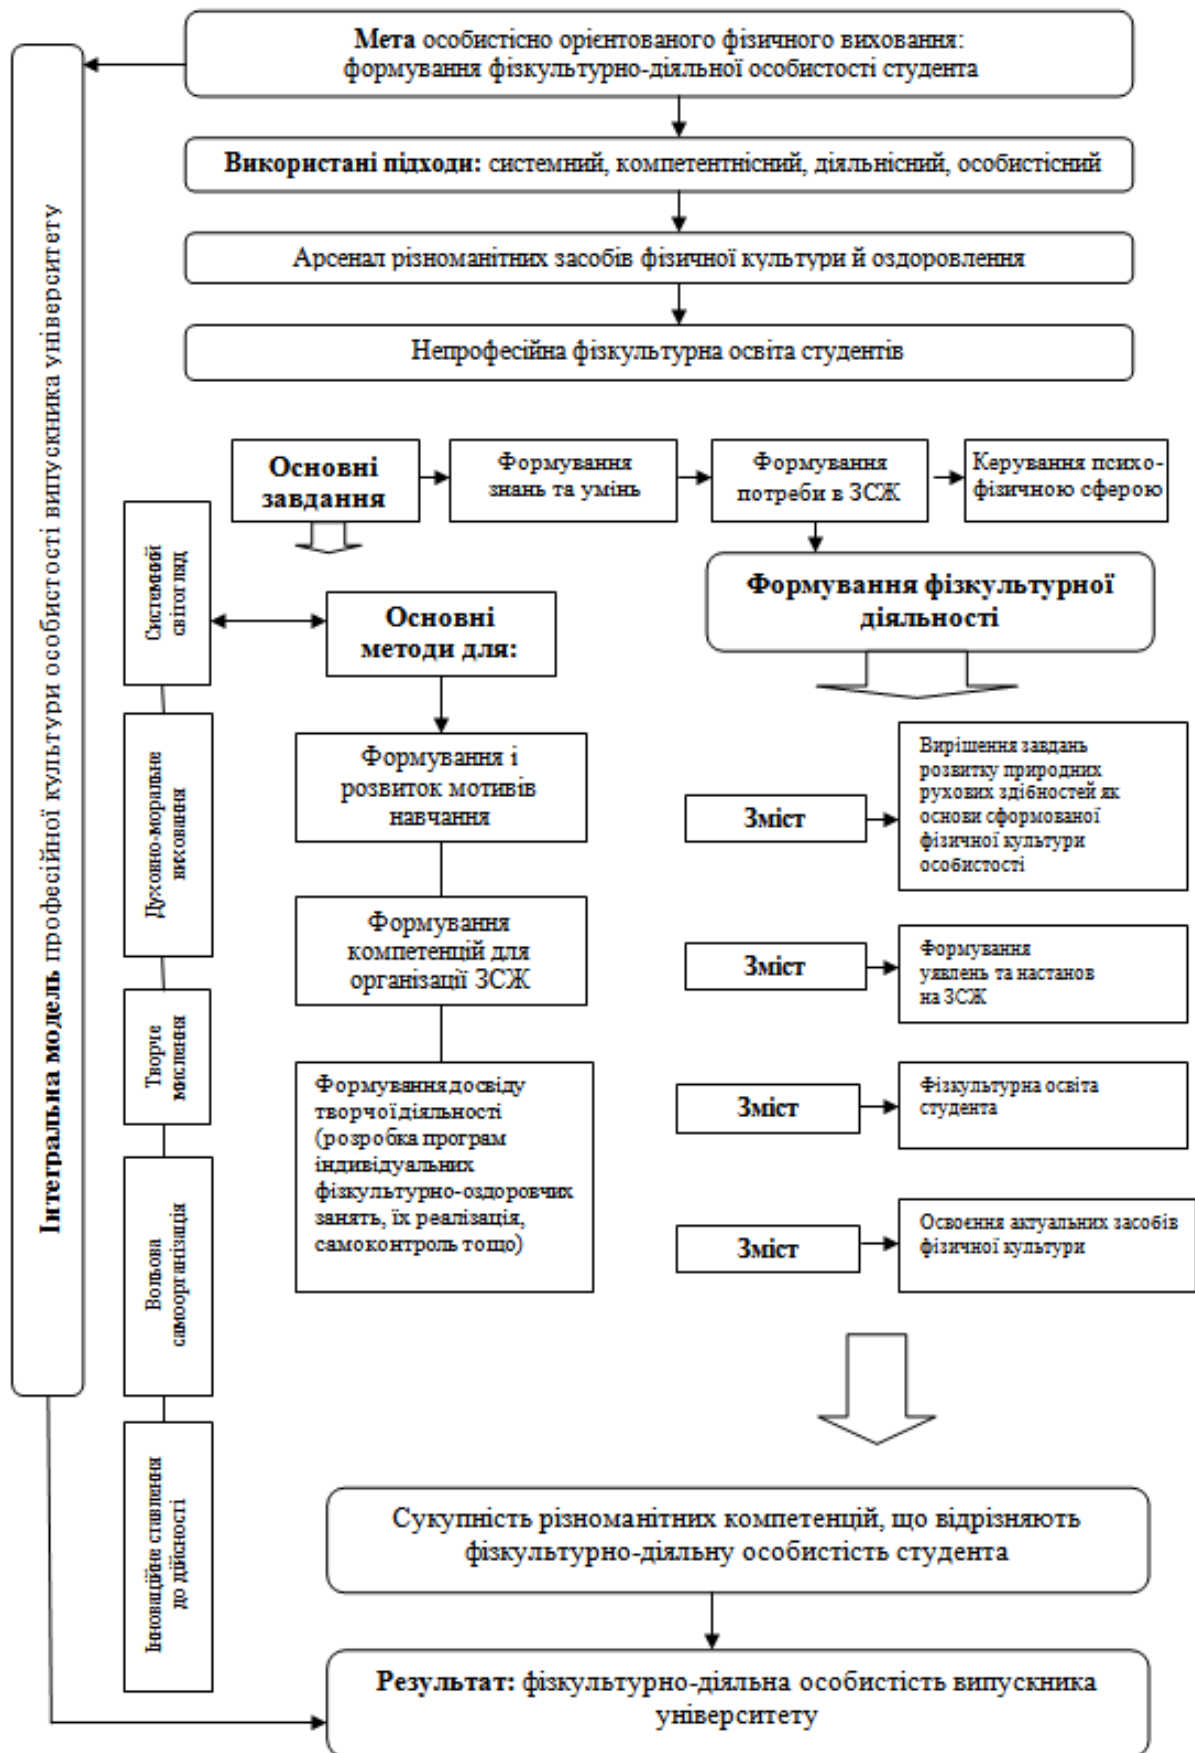 Мета особистісно орієнтованого фізичного виховання:
формування фізкультурно-діяльної особистості студента
Використані підходи: системний, компетентнісний, діяльнісний, особистісний
Арсенал різноманітних засобів фізичної культури й оздоровлення
Непрофесійна фізкультурна освіта студентів
Інтегральна модель професійної культури особистості випускника університету
Основні
завдання
Формування
знань та умінь
Формування
потреби в ЗСЖ
Керування психо-
фізичною сферою
Системний
світогляд
Духовно-моральне
виховання
Творче
мислення
Вольова
самоорганізація
Інноваційне ставлення
до дійсності
Основні
методи для:
Формування і
розвиток мотивів
навчання
Формування
компетенцій для
організації ЗСЖ
Формування досвіду
творчої діяльності
(розробка програм
індивідуальних
фізкультурно-оздоровчих
занять, їх реалізація,
самоконтроль тощо)
Формування фізкультурної
діяльності
Зміст
Вирішення завдань
розвитку природних
рухових здібностей як
основи сформованої
фізичної культури
особистості
Зміст
Формування
уявлень та настанов
на ЗСЖ
Зміст
Фізкультурна освіта
студента
Зміст
Освоєння актуальних засобів
фізичної культури
Сукупність різноманітних компетенцій, що відрізняють
фізкультурно-діяльну особистість студента
Результат: фізкультурно-діяльна особистість випускника
університету